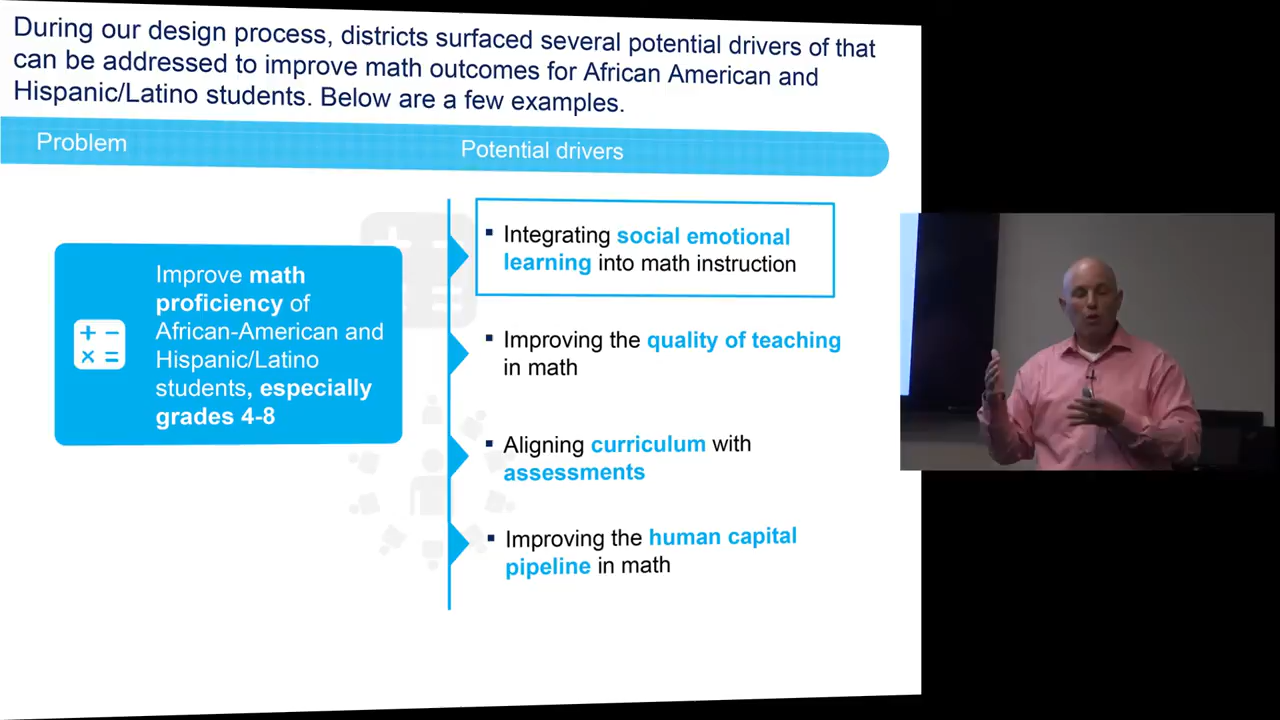 During our design process, districts surfaced several potential drivers of that
can be addressed to improve math outcomes for African American and
Hispanic/Latino students. Below are a few examples.
Problem
Potential drivers
Improve math
proficiency of
African-American and
Hispanic/Latino
students, especially
grades 4-8
▪ Integrating social emotional
learning into math instruction
▪ Improving the quality of teaching
in math
▪ Aligning curriculum with
assessments
▪ Improving the human capital
pipeline in math